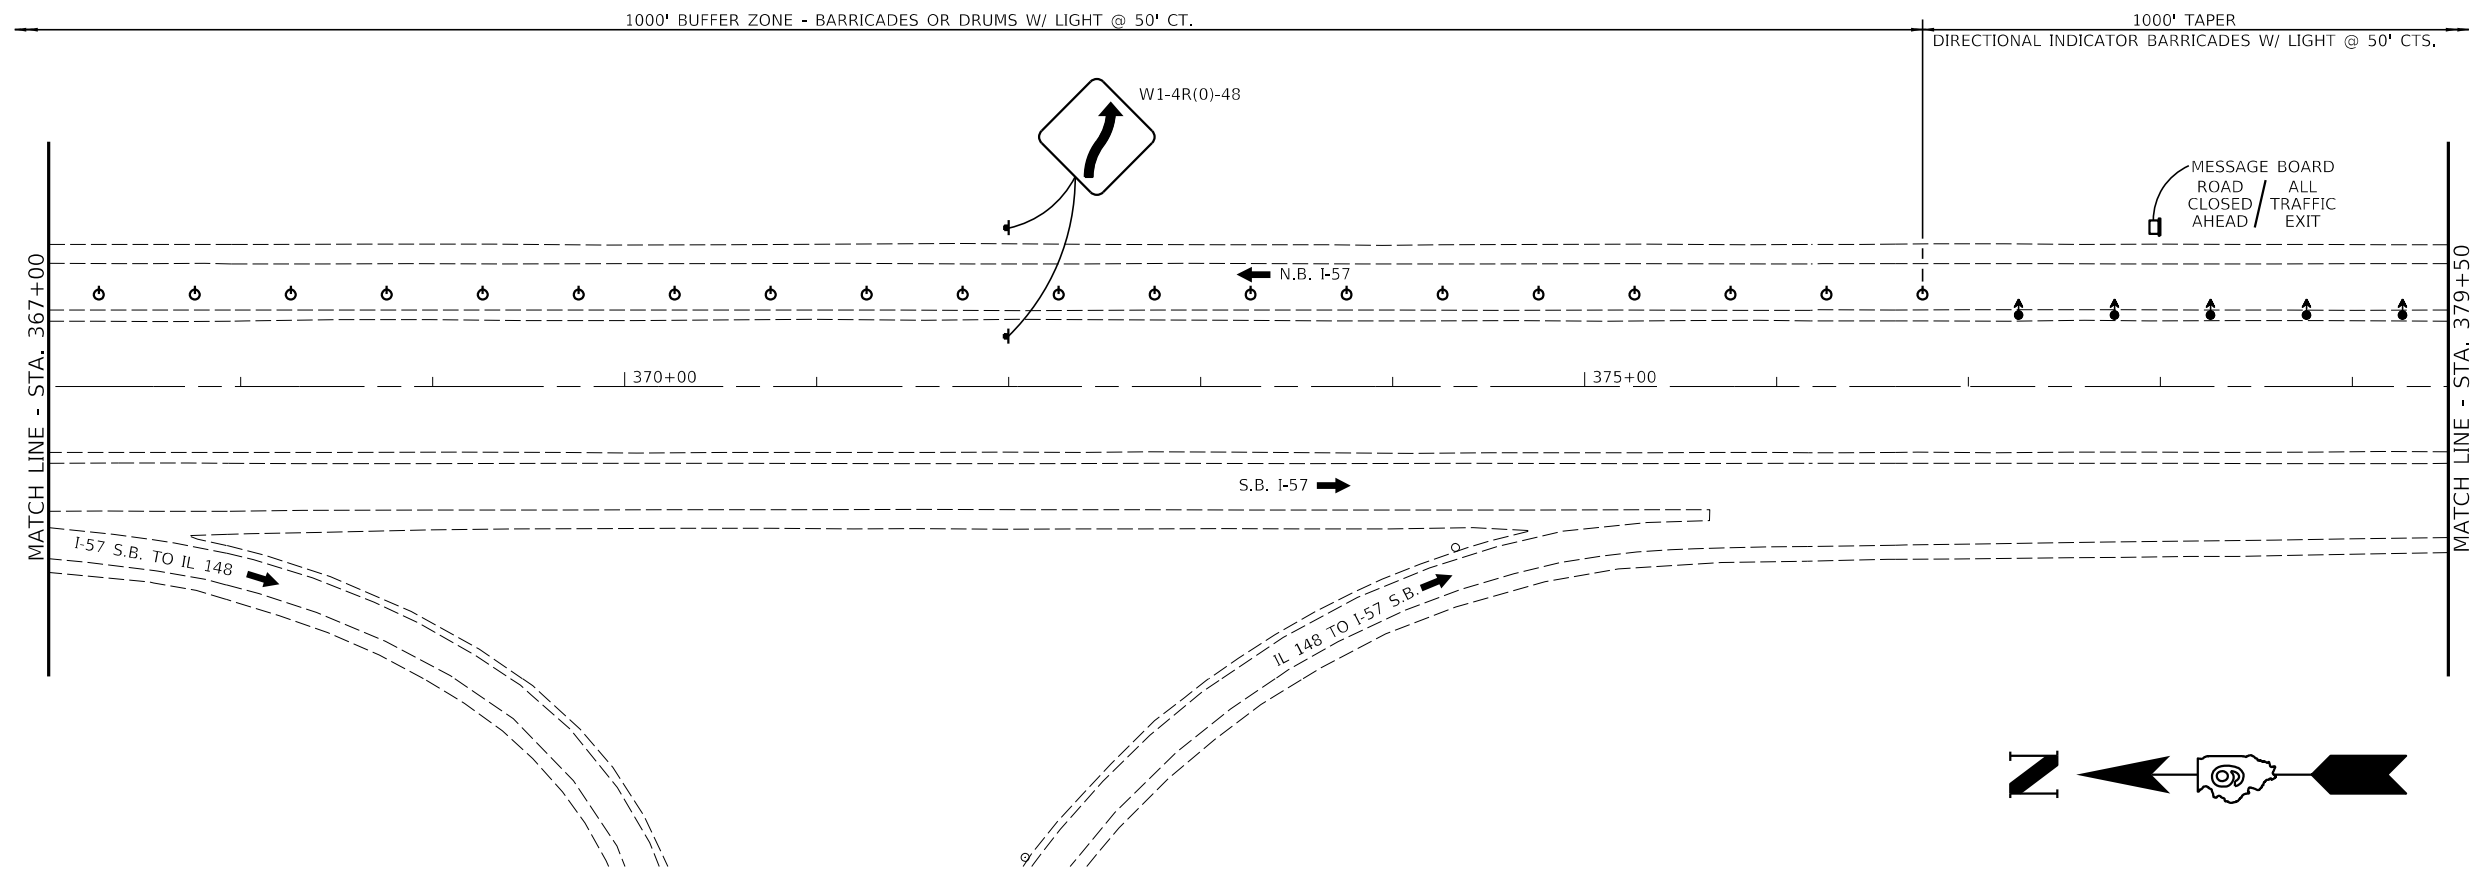 1000' BUFFER ZONE - BARRICADES OR DRUMS W/ LIGHT @ 50' CT.
1000' TAPER
DIRECTIONAL INDICATOR BARRICADES W/ LIGHT @ 50' CTS.
W1-4R(O)-48
MESSAGE BOARD
ROAD / ALL
CLOSED TRAFFIC
AHEAD EXIT
MATCH LINE - STA. 367+00
N.B. I-57
MATCH LINE - STA. 379+50
370+00
375+00
S.B. I-57
I-57 S.B. TO IL 148
IL 148 TO I-57 S.B.
N
9